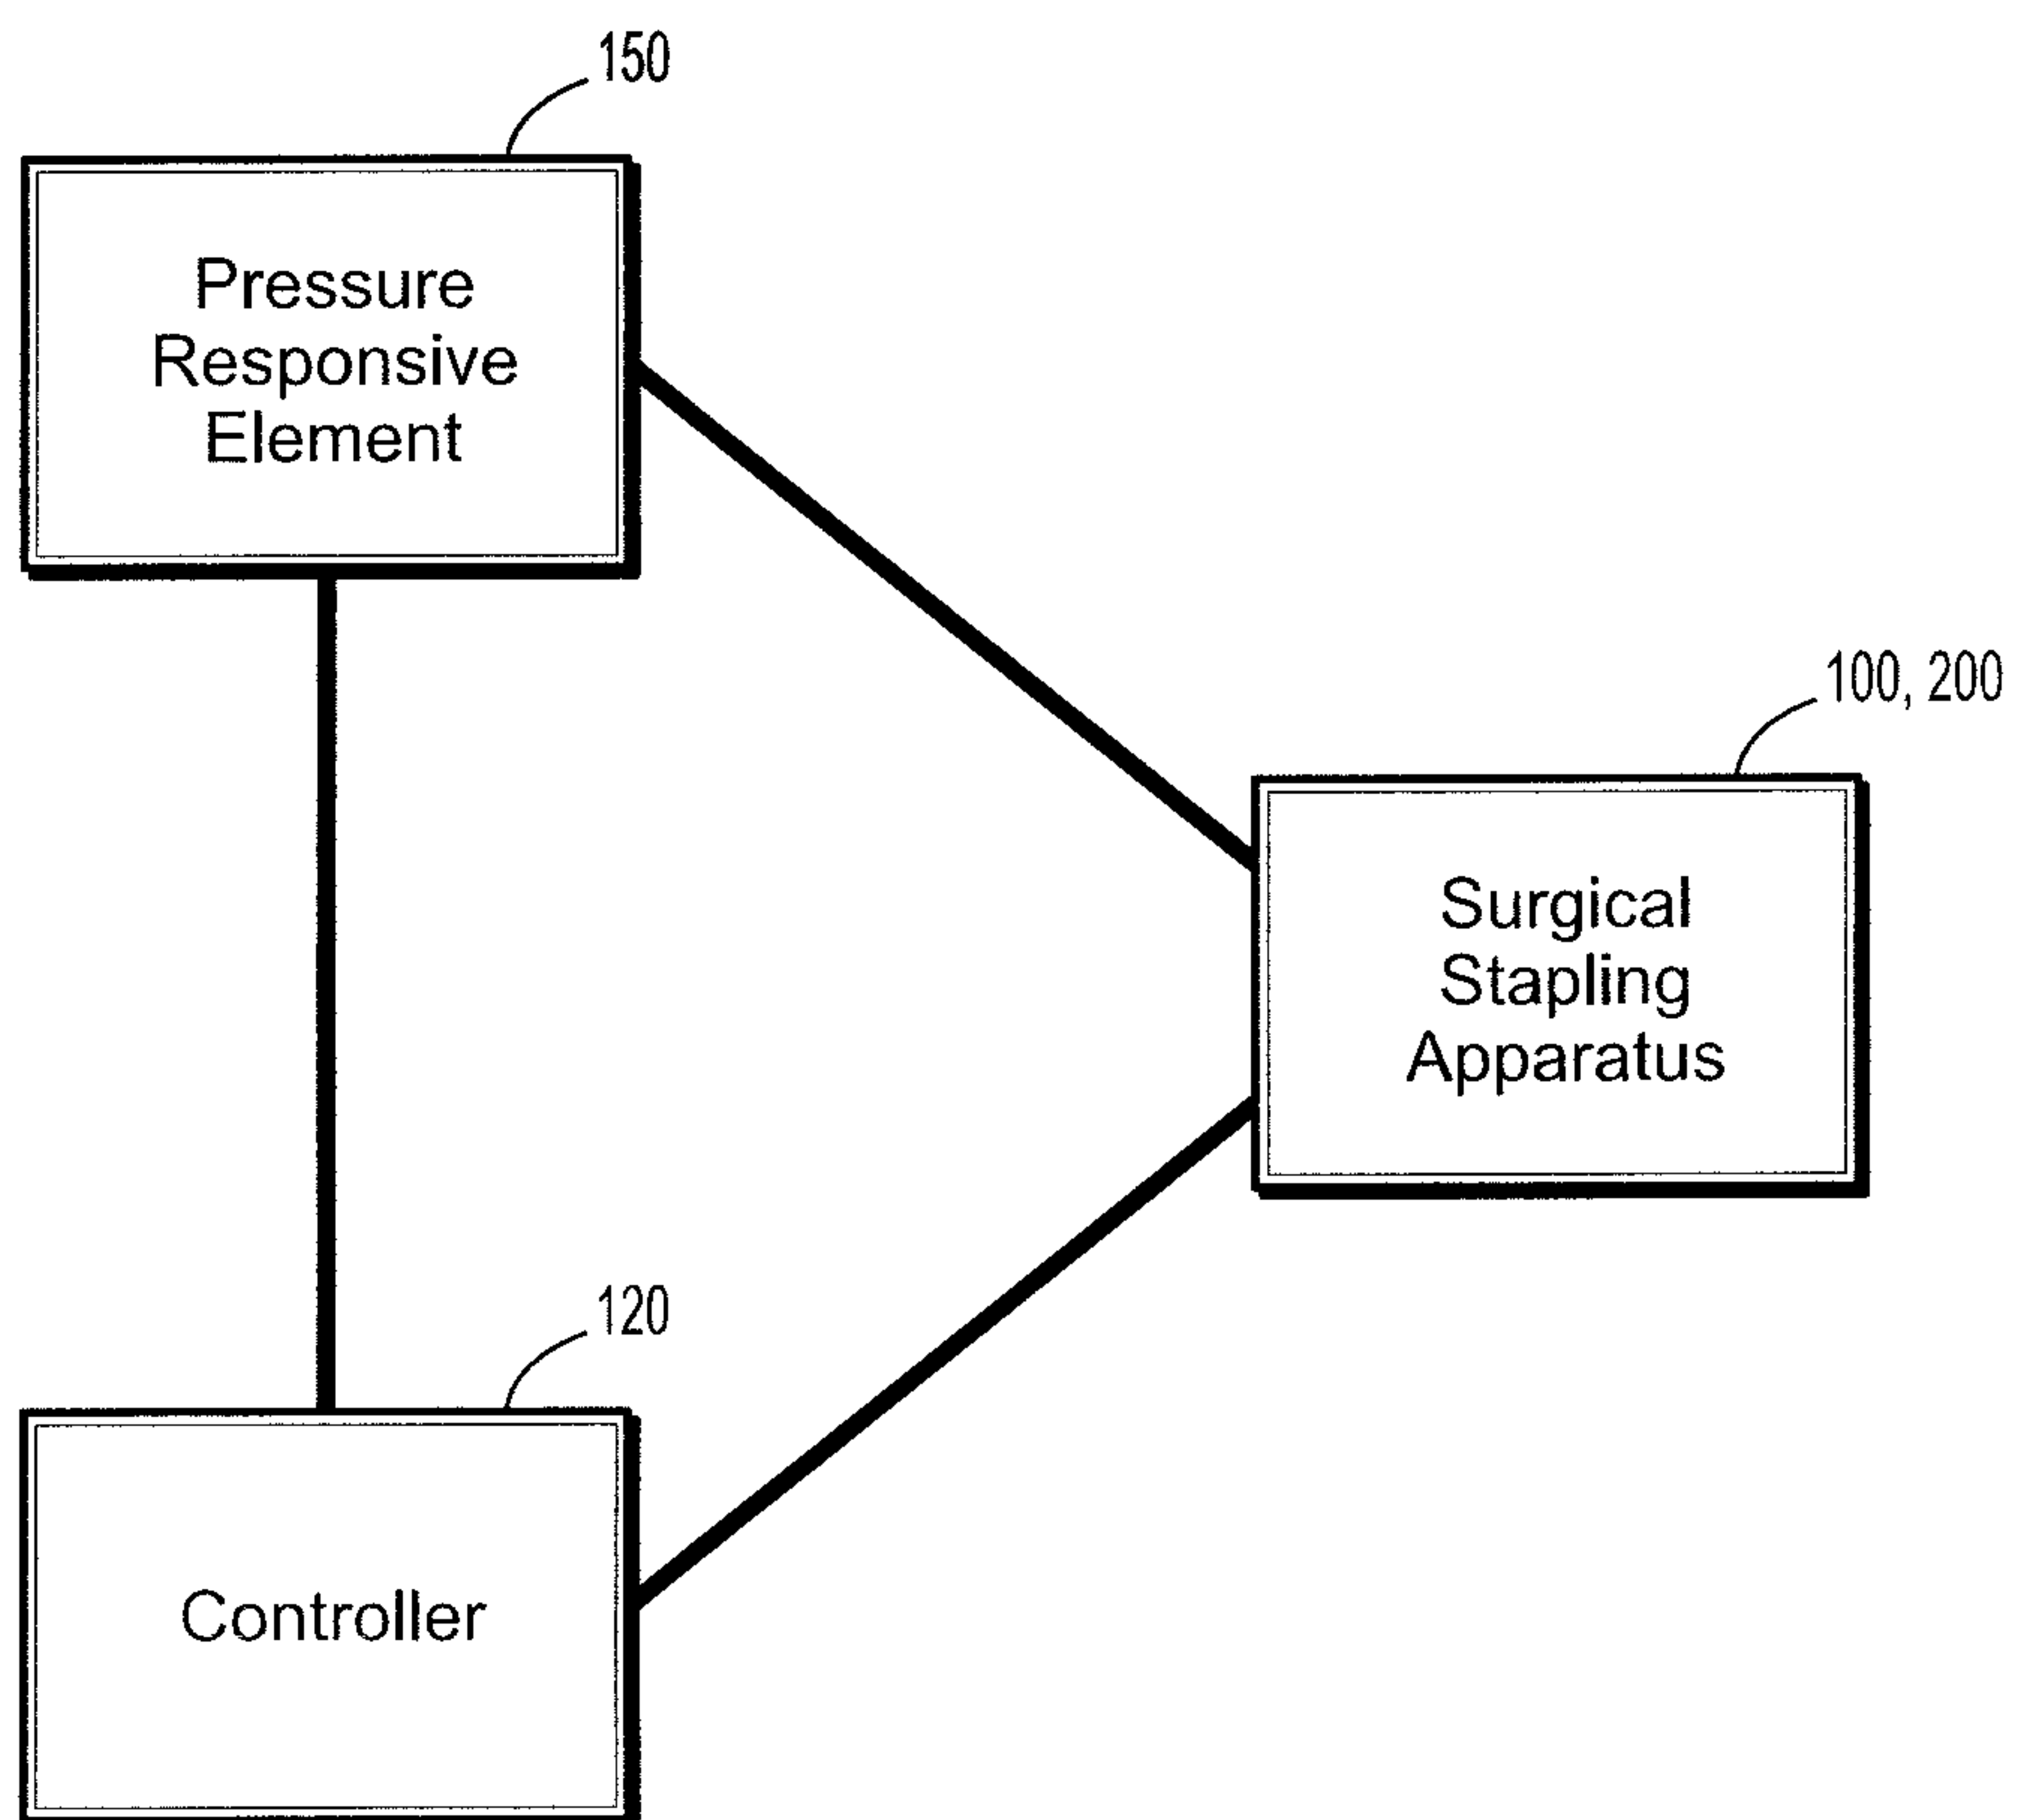 150
Pressure
Responsive
Element
100, 200
Surgical
Stapling
Apparatus
120
Controller